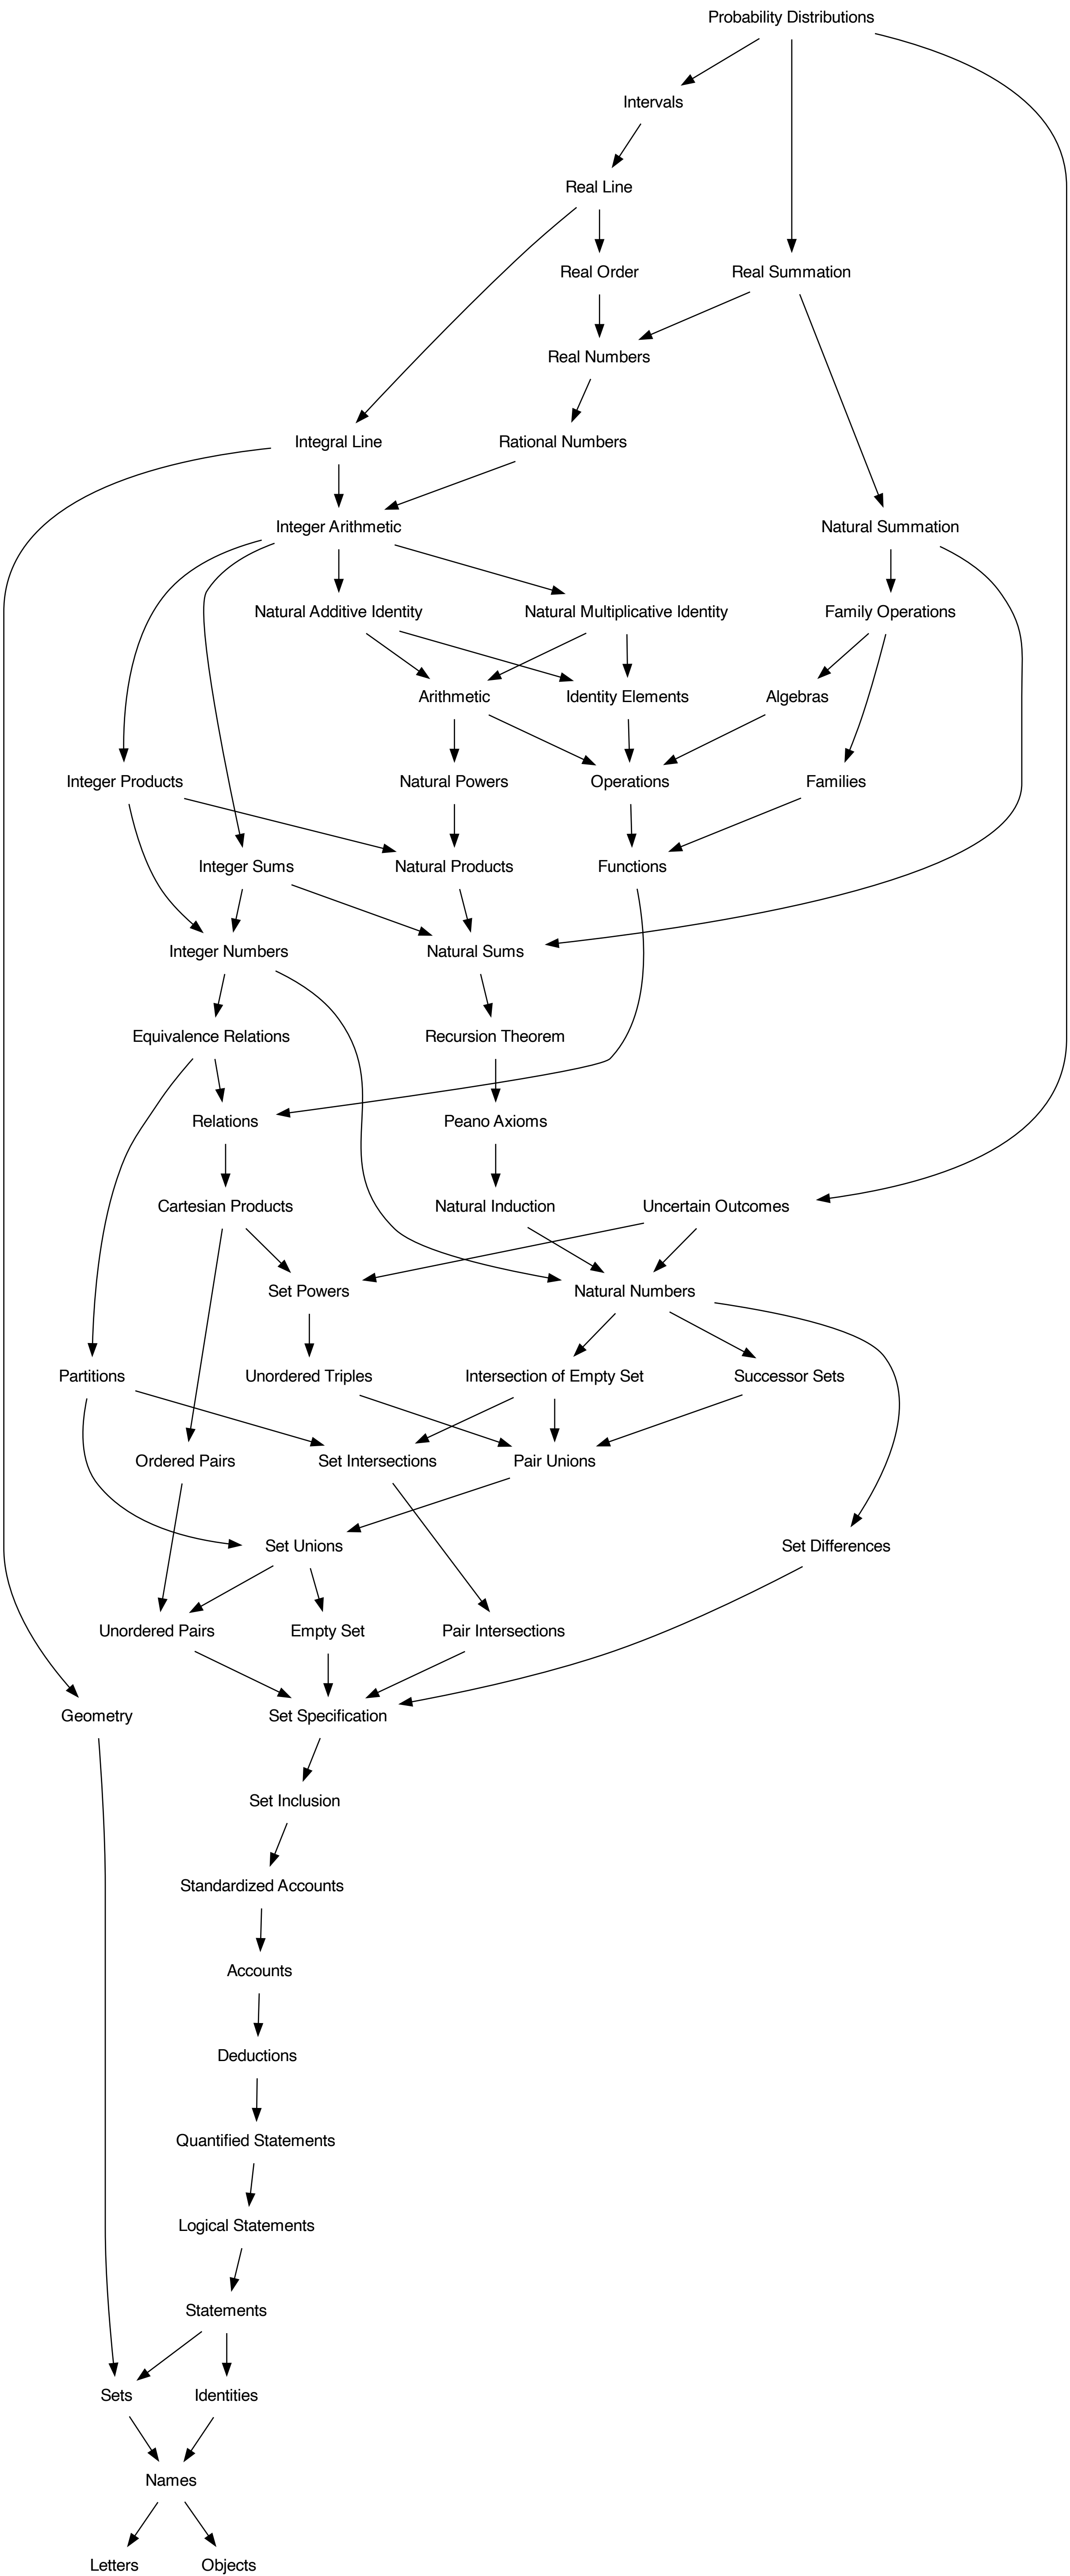 Probability Distributions
Intervals
Real Line
Real Order
Real Summation
Real Numbers
Integral Line
Rational Numbers
Integer Arithmetic
Natural Summation
Natural Additive Identity
Natural Multiplicative Identity
Family Operations
Arithmetic
Identity Elements
Algebras
Integer Products
Natural Powers
Operations
Families
Integer Sums
Natural Products
Functions
Integer Numbers
Natural Sums
Equivalence Relations
Recursion Theorem
Relations
Peano Axioms
Cartesian Products
Natural Induction
Uncertain Outcomes
Set Powers
Natural Numbers
Partitions
Unordered Triples
Intersection of Empty Set
Successor Sets
Ordered Pairs
Set Intersections
Pair Unions
Set Unions
Set Differences
Unordered Pairs
Empty Set
Pair Intersections
Geometry
Set Specification
Set Inclusion
Standardized Accounts
Accounts
Deductions
Quantified Statements
Logical Statements
Statements
Sets
Identities
Names
Letters
Objects